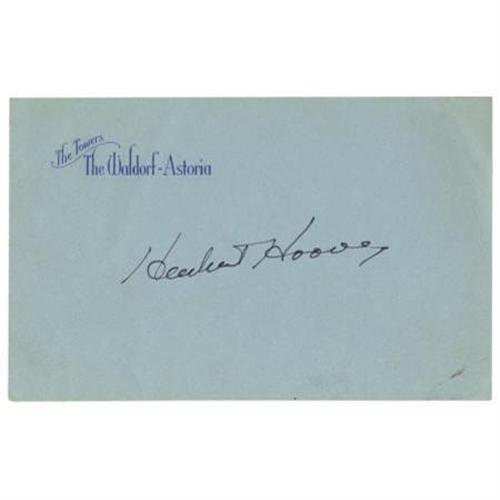 The Towers
The Waldorf-Astoria
Herbert Hoover